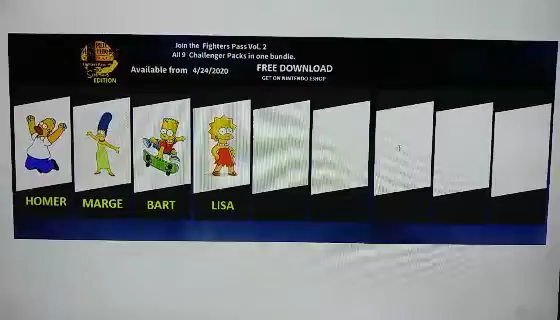 EDITION
Join the Fighters Pass Vol. 2
All 9 Challenger Packs in one bundle.
Available from 4/24/2020
FREE DOWNLOAD
GET ON NINTENDO ESHOP
HOMER
MARGE
BART
LISA